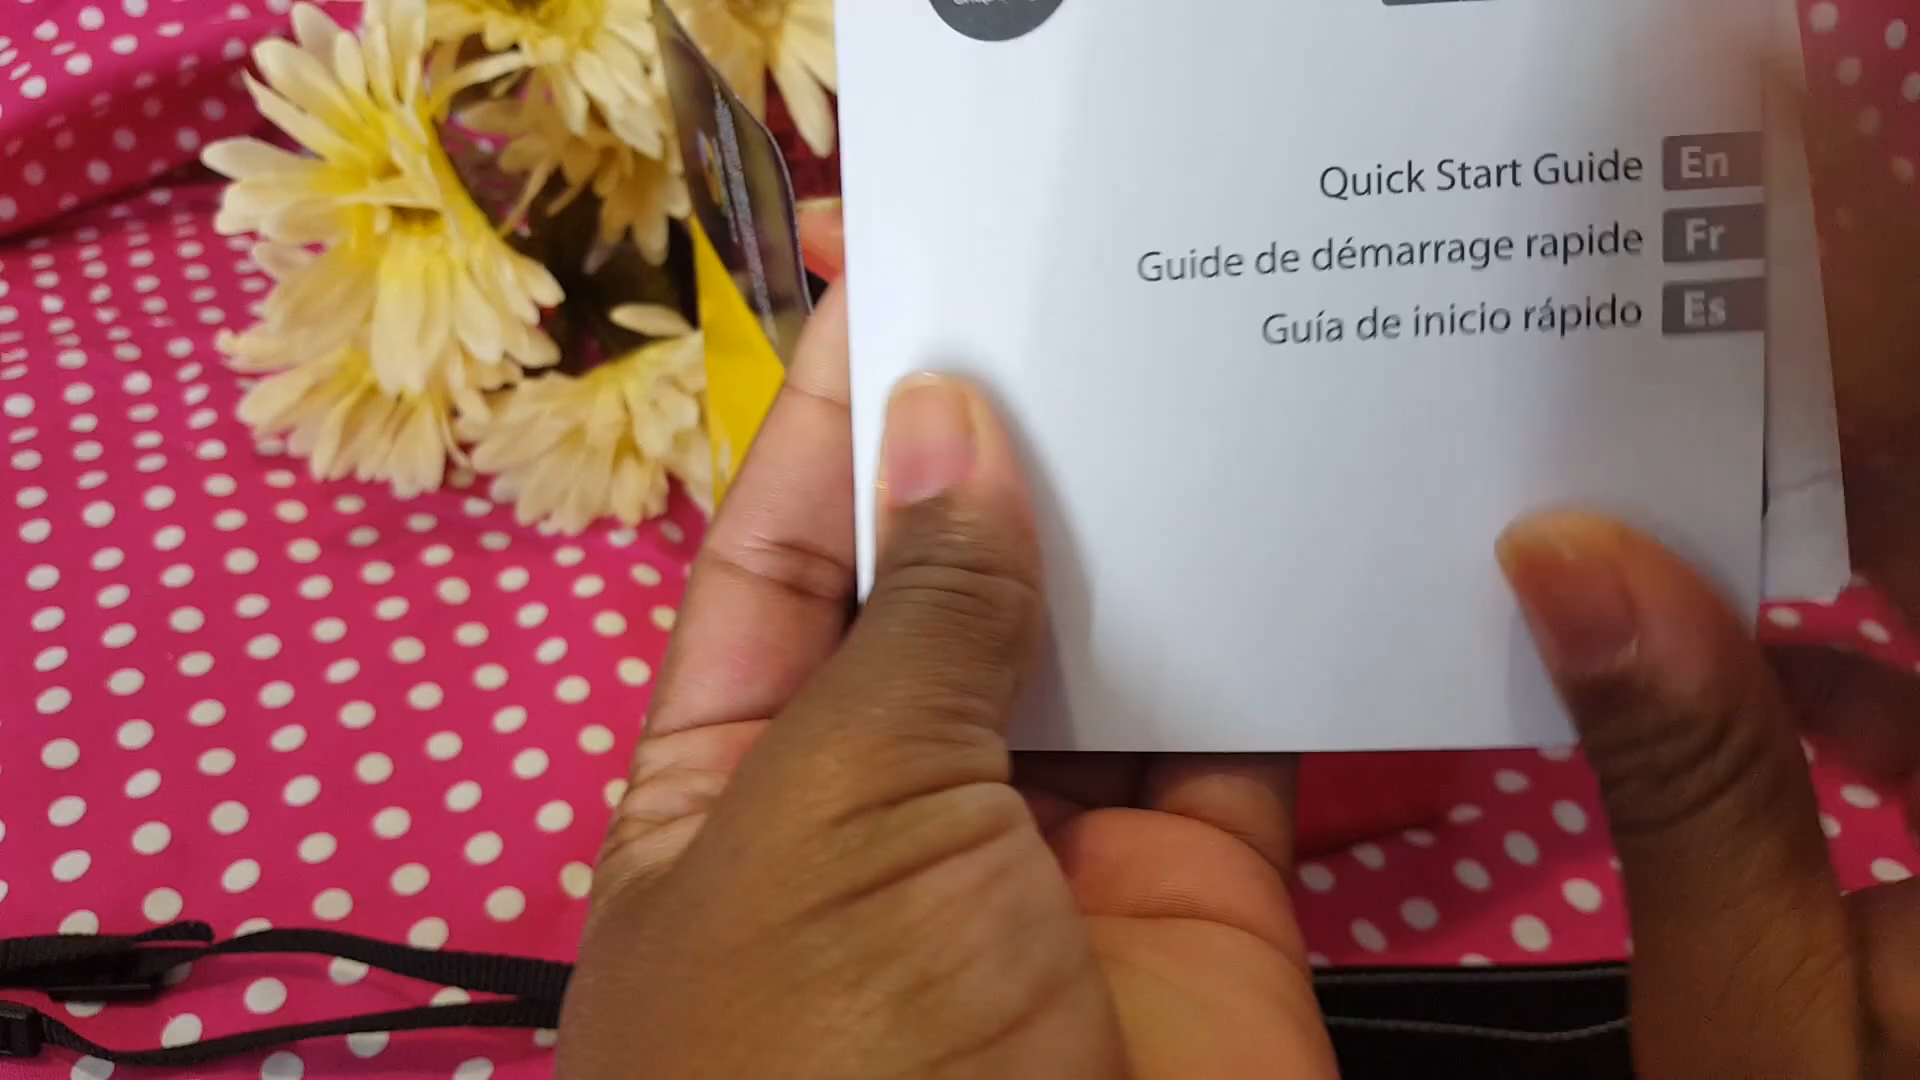 Quick Start Guide En
Guide de démarrage rapide Fr
Guía de inicio rápido Es